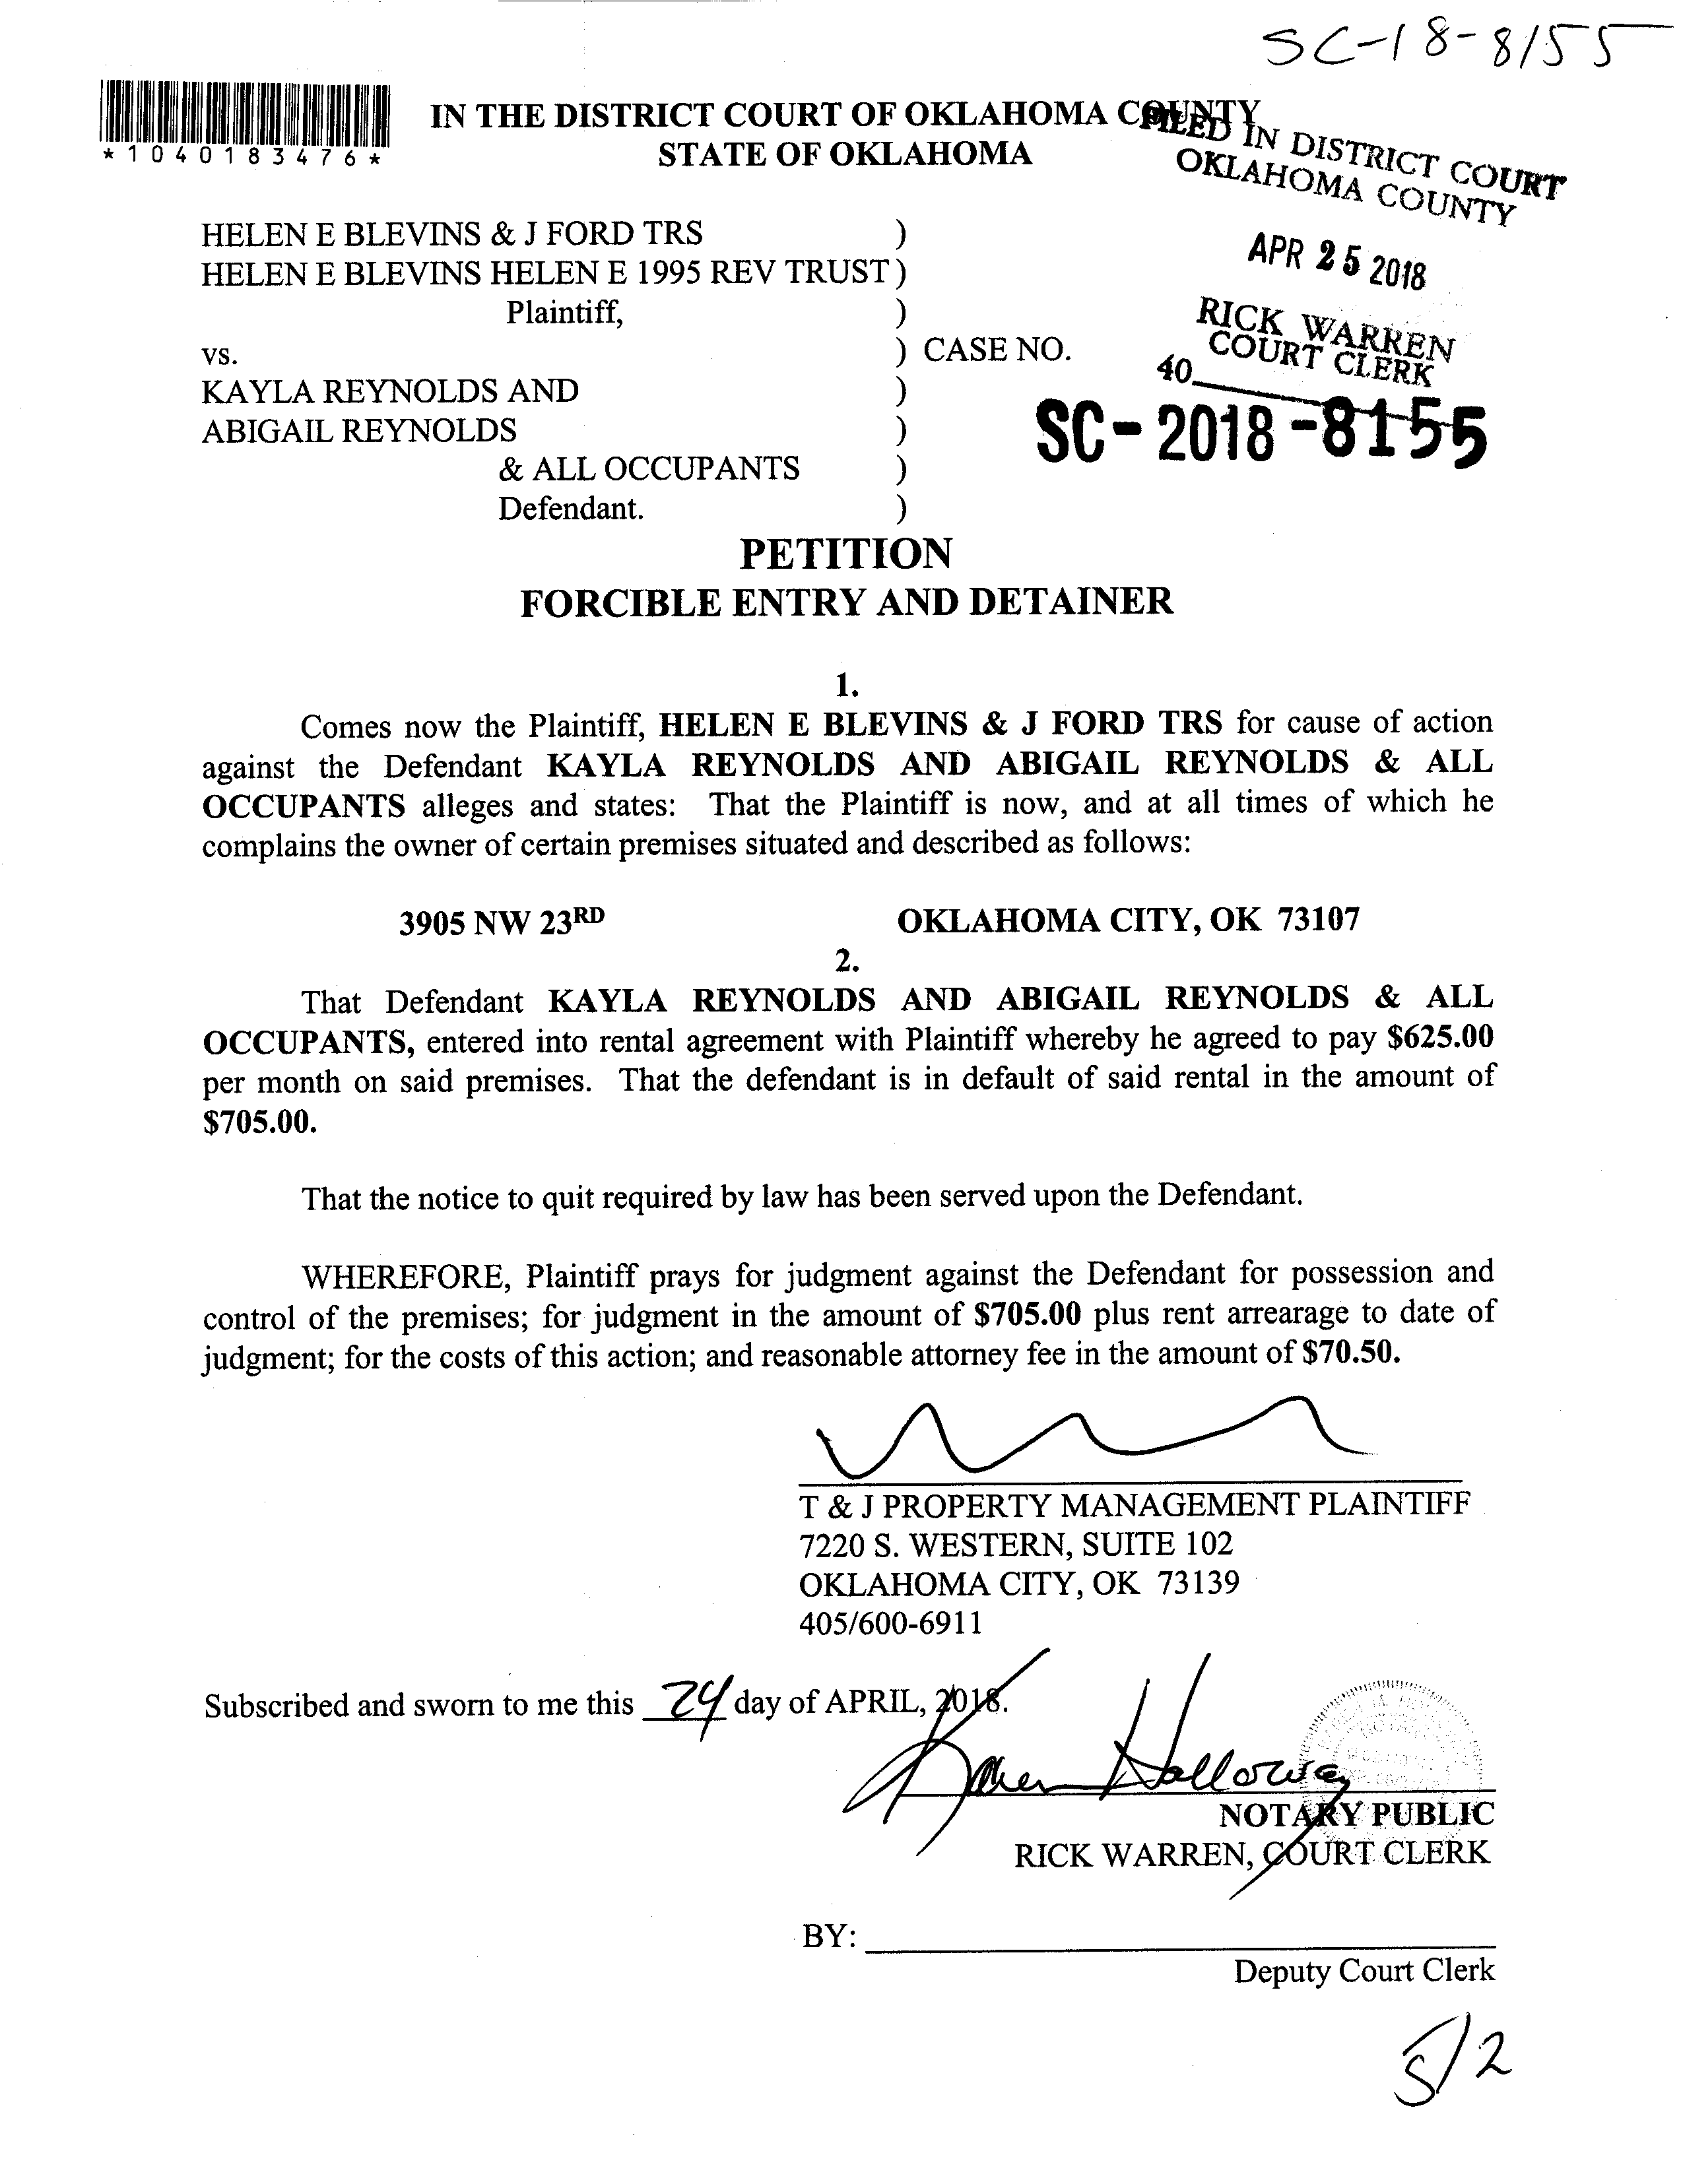 SC-18-8155
*1040183476*
IN THE DISTRICT COURT OF OKLAHOMA COUNTY
STATE OF OKLAHOMA
FILED IN DISTRICT COURT
OKLAHOMA COUNTY
APR 25 2018
RICK WARREN
COURT CLERK
40
HELEN E BLEVINS & J FORD TRS )
HELEN E BLEVINS HELEN E 1995 REV TRUST )
Plaintiff, )
vs. ) CASE NO.
SC-2018-8155
KAYLA REYNOLDS AND )
ABIGAIL REYNOLDS )
& ALL OCCUPANTS )
Defendant. )
PETITION
FORCIBLE ENTRY AND DETAINER
1.
Comes now the Plaintiff, HELEN E BLEVINS & J FORD TRS for cause of action
against the Defendant KAYLA REYNOLDS AND ABIGAIL REYNOLDS & ALL
OCCUPANTS alleges and states: That the Plaintiff is now, and at all times of which he
complains the owner of certain premises situated and described as follows:
3905 NW 23RD OKLAHOMA CITY, OK 73107
2.
That Defendant KAYLA REYNOLDS AND ABIGAIL REYNOLDS & ALL
OCCUPANTS, entered into rental agreement with Plaintiff whereby he agreed to pay $625.00
per month on said premises. That the defendant is in default of said rental in the amount of
$705.00.
That the notice to quit required by law has been served upon the Defendant.
WHEREFORE, Plaintiff prays for judgment against the Defendant for possession and
control of the premises; for judgment in the amount of $705.00 plus rent arrearage to date of
judgment; for the costs of this action; and reasonable attorney fee in the amount of $70.50.
T & J PROPERTY MANAGEMENT PLAINTIFF
7220 S. WESTERN, SUITE 102
OKLAHOMA CITY, OK 73139
405/600-6911
Subscribed and sworn to me this 24 day of APRIL, 2018.
Karen Holloway
NOTARY PUBLIC
RICK WARREN, COURT CLERK
BY:
Deputy Court Clerk
5/2